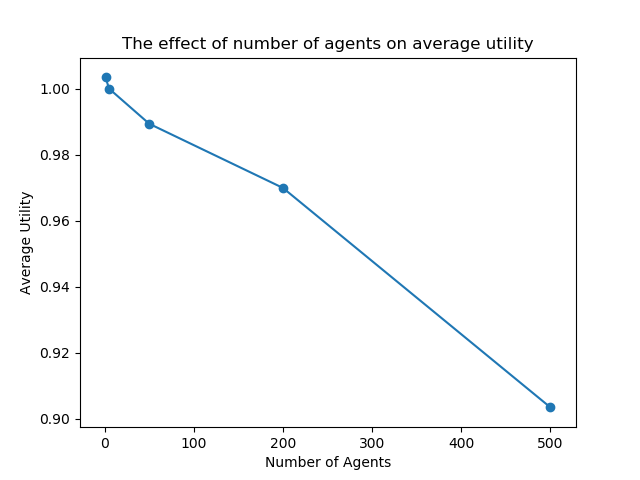 The effect of number of agents on average utility
1.00
0.98
0.96
0.94
0.92
0.90
Average Utility
0 100 200 300 400 500
Number of Agents